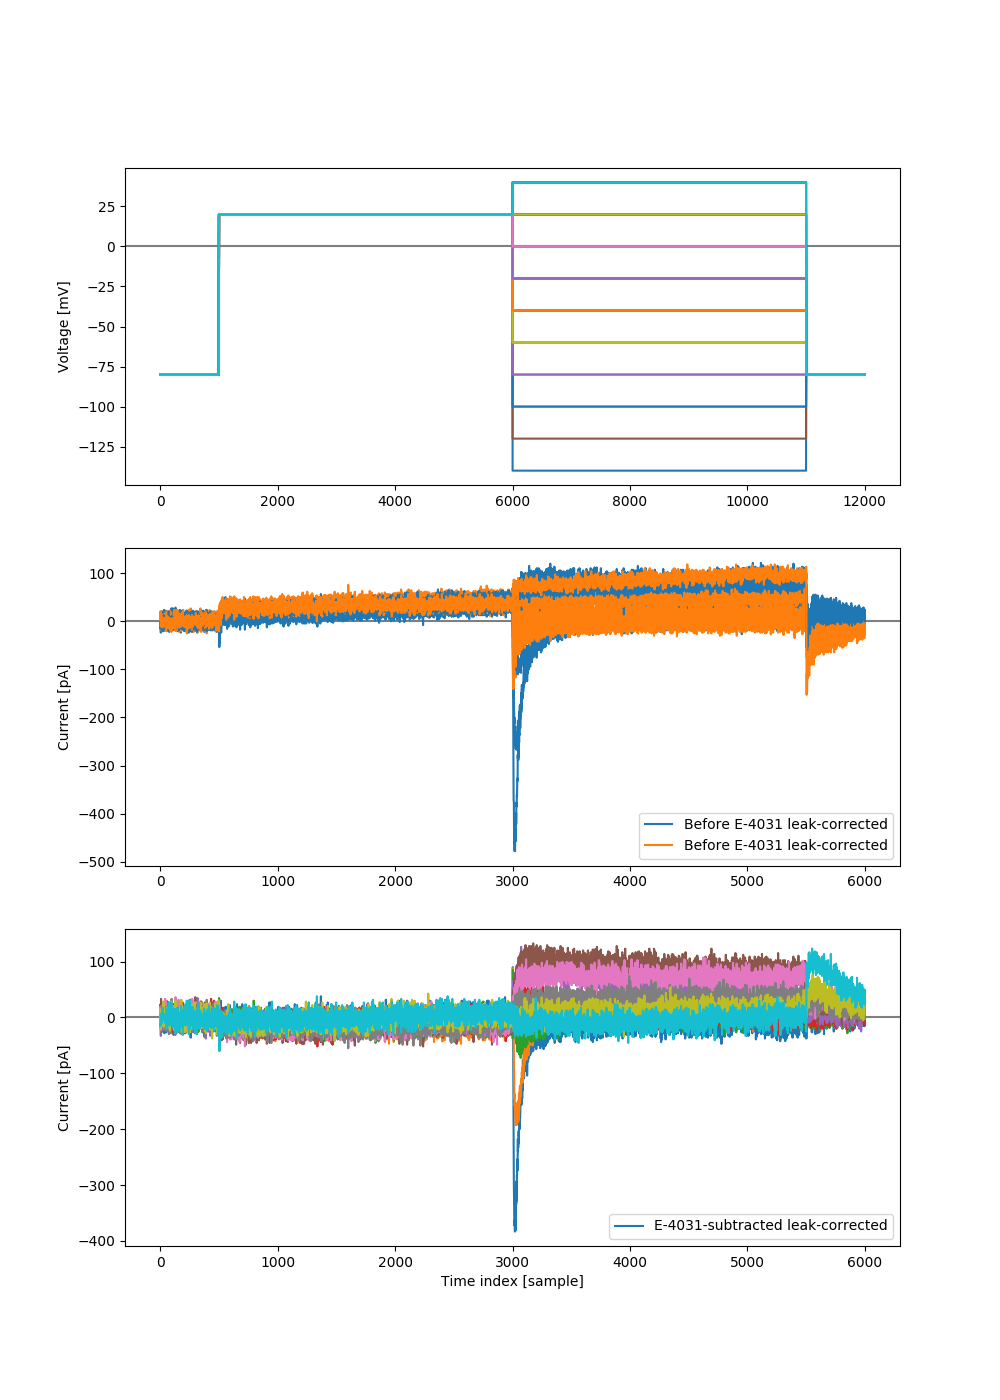 25
0
−25
−50
−75
−100
−125
Voltage [mV]
0 2000 4000 6000 8000 10000 12000
100
0
−100
−200
−300
−400
−500
Current [pA]
Before E-4031 leak-corrected
Before E-4031 leak-corrected
0 1000 2000 3000 4000 5000 6000
100
0
−100
−200
−300
−400
Current [pA]
E-4031-subtracted leak-corrected
0 1000 2000 3000 4000 5000 6000
Time index [sample]